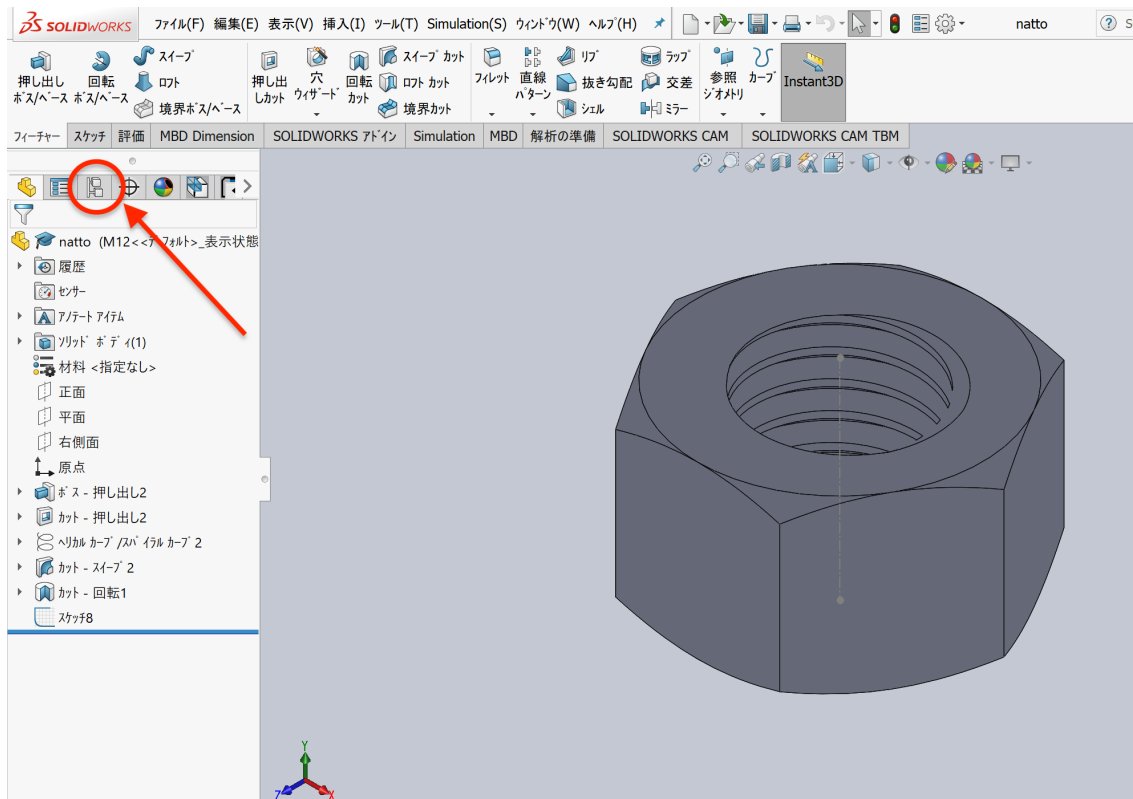 SOLIDWORKS ファイル(F) 編集(E) 表示(V) 挿入(I) ツール(T) Simulation(S) ウィンドウ(W) ヘルプ(H) natto ? S
押し出し
ボス/ベース
回転
ボス/ベース
スイープ
ロフト
境界ボス/ベース
押し出
しカット
穴
ウィザード
回転
カット
スイープ カット
ロフト カット
境界カット
フィレット
直線
パターン
リブ
抜き勾配
シェル
ラップ
交差
ミラー
参照
ジオメトリ
カーブ
Instant3D
フィーチャー スケッチ 評価 MBD Dimension SOLIDWORKS アドイン Simulation MBD 解析の準備 SOLIDWORKS CAM SOLIDWORKS CAM TBM
natto (M12<<デフォルト>_表示状態
履歴
センサー
A アノテート アイテム
ソリッド ボディ(1)
材料 <指定なし>
正面
平面
右側面
原点
ボス - 押し出し2
カット - 押し出し2
ヘリカル カーブ/スパイラル カーブ2
カット - スイープ2
カット - 回転1
スケッチ8
Y
Z
X